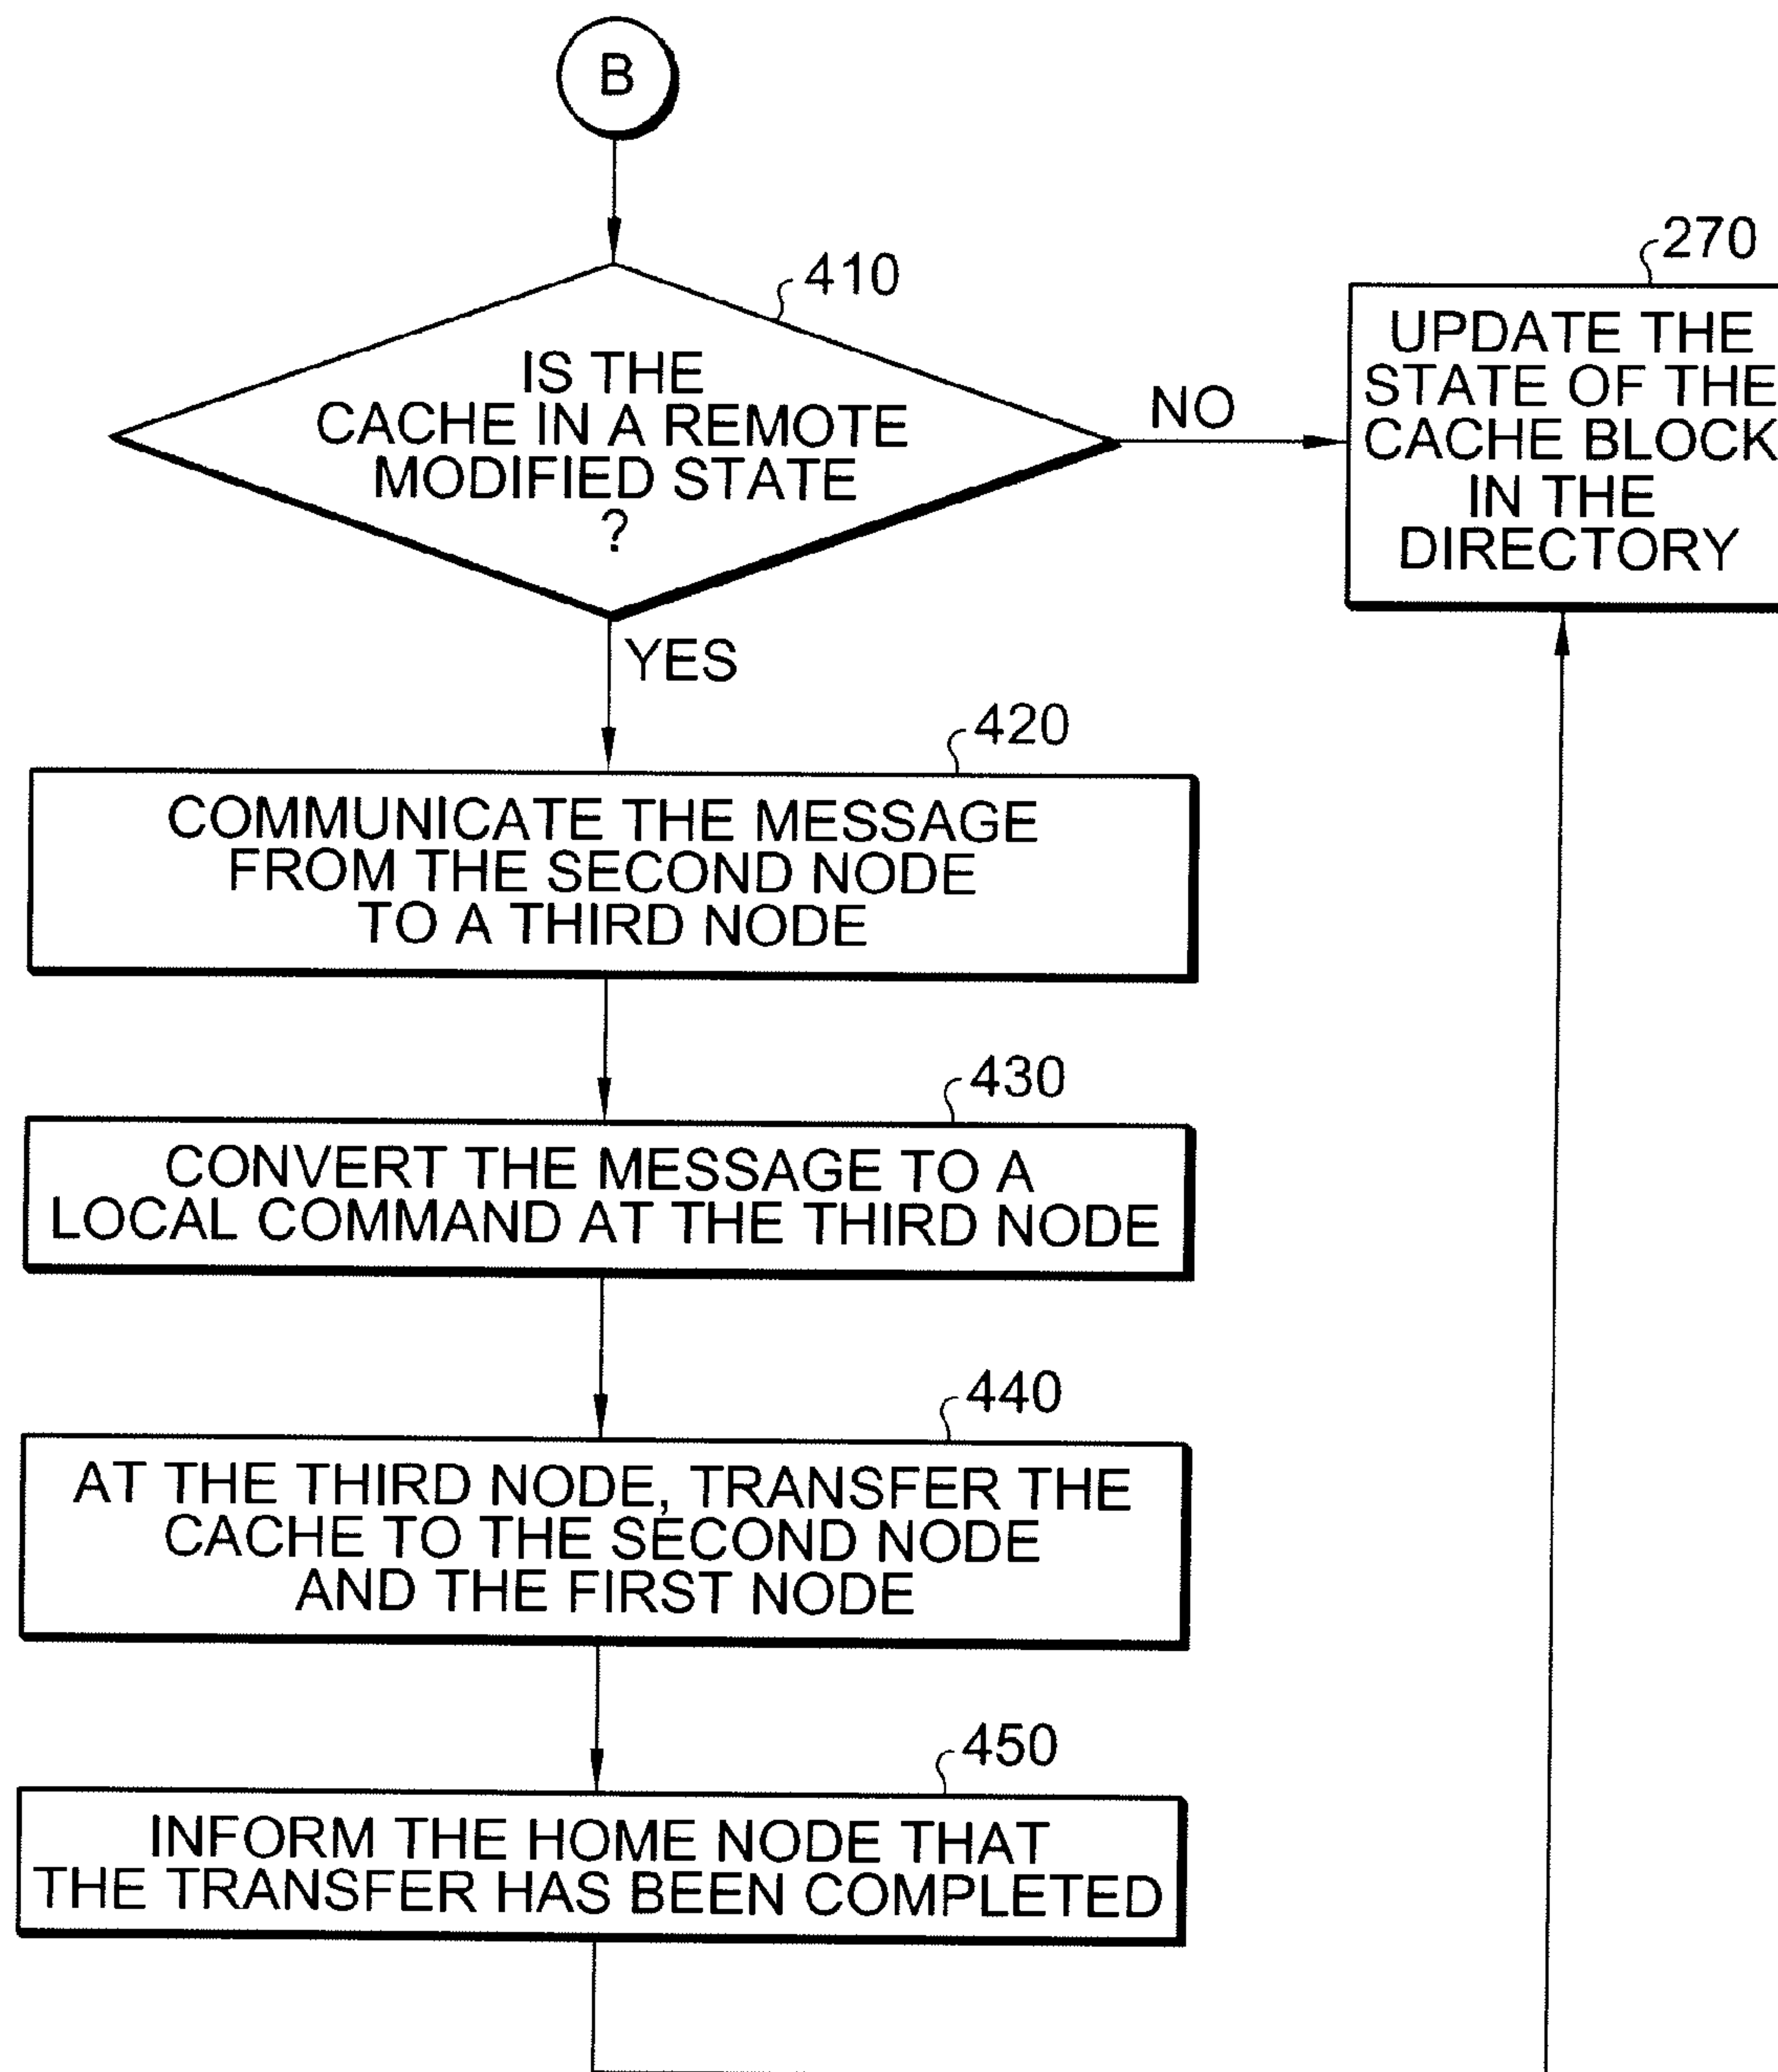 B
410
IS THE
CACHE IN A REMOTE
MODIFIED STATE
?
NO
270
UPDATE THE
STATE OF THE
CACHE BLOCK
IN THE
DIRECTORY
YES
420
COMMUNICATE THE MESSAGE
FROM THE SECOND NODE
TO A THIRD NODE
430
CONVERT THE MESSAGE TO A
LOCAL COMMAND AT THE THIRD NODE
440
AT THE THIRD NODE, TRANSFER THE
CACHE TO THE SECOND NODE
AND THE FIRST NODE
450
INFORM THE HOME NODE THAT
THE TRANSFER HAS BEEN COMPLETED